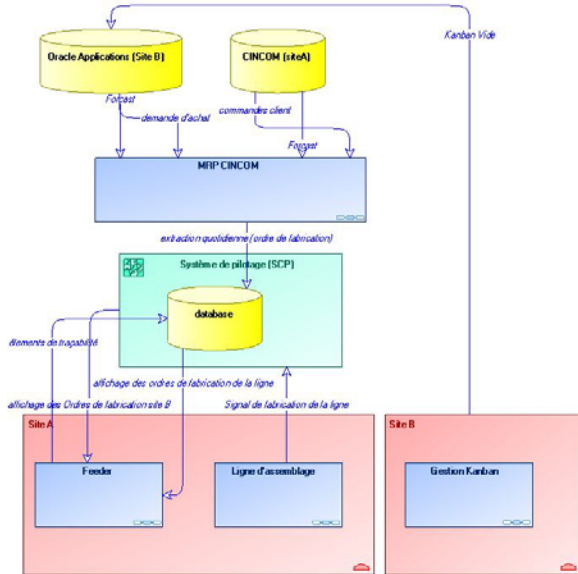 Kanban Vide
Oracle Applications (Site B)
CINCOM (siteA)
Forcast
demande d'achat
commandes client
Forcast
MRP CINCOM
extraction quotidienne (ordre de fabrication)
Système de pilotage (SCP)
database
élements de traçabilité
affichage des ordres de fabrication de la ligne
affichage des Ordres de fabrication site B
Signal de fabrication de la ligne
Site A
Site B
Feeder
Ligne d'assemblage
Gestion Kanban